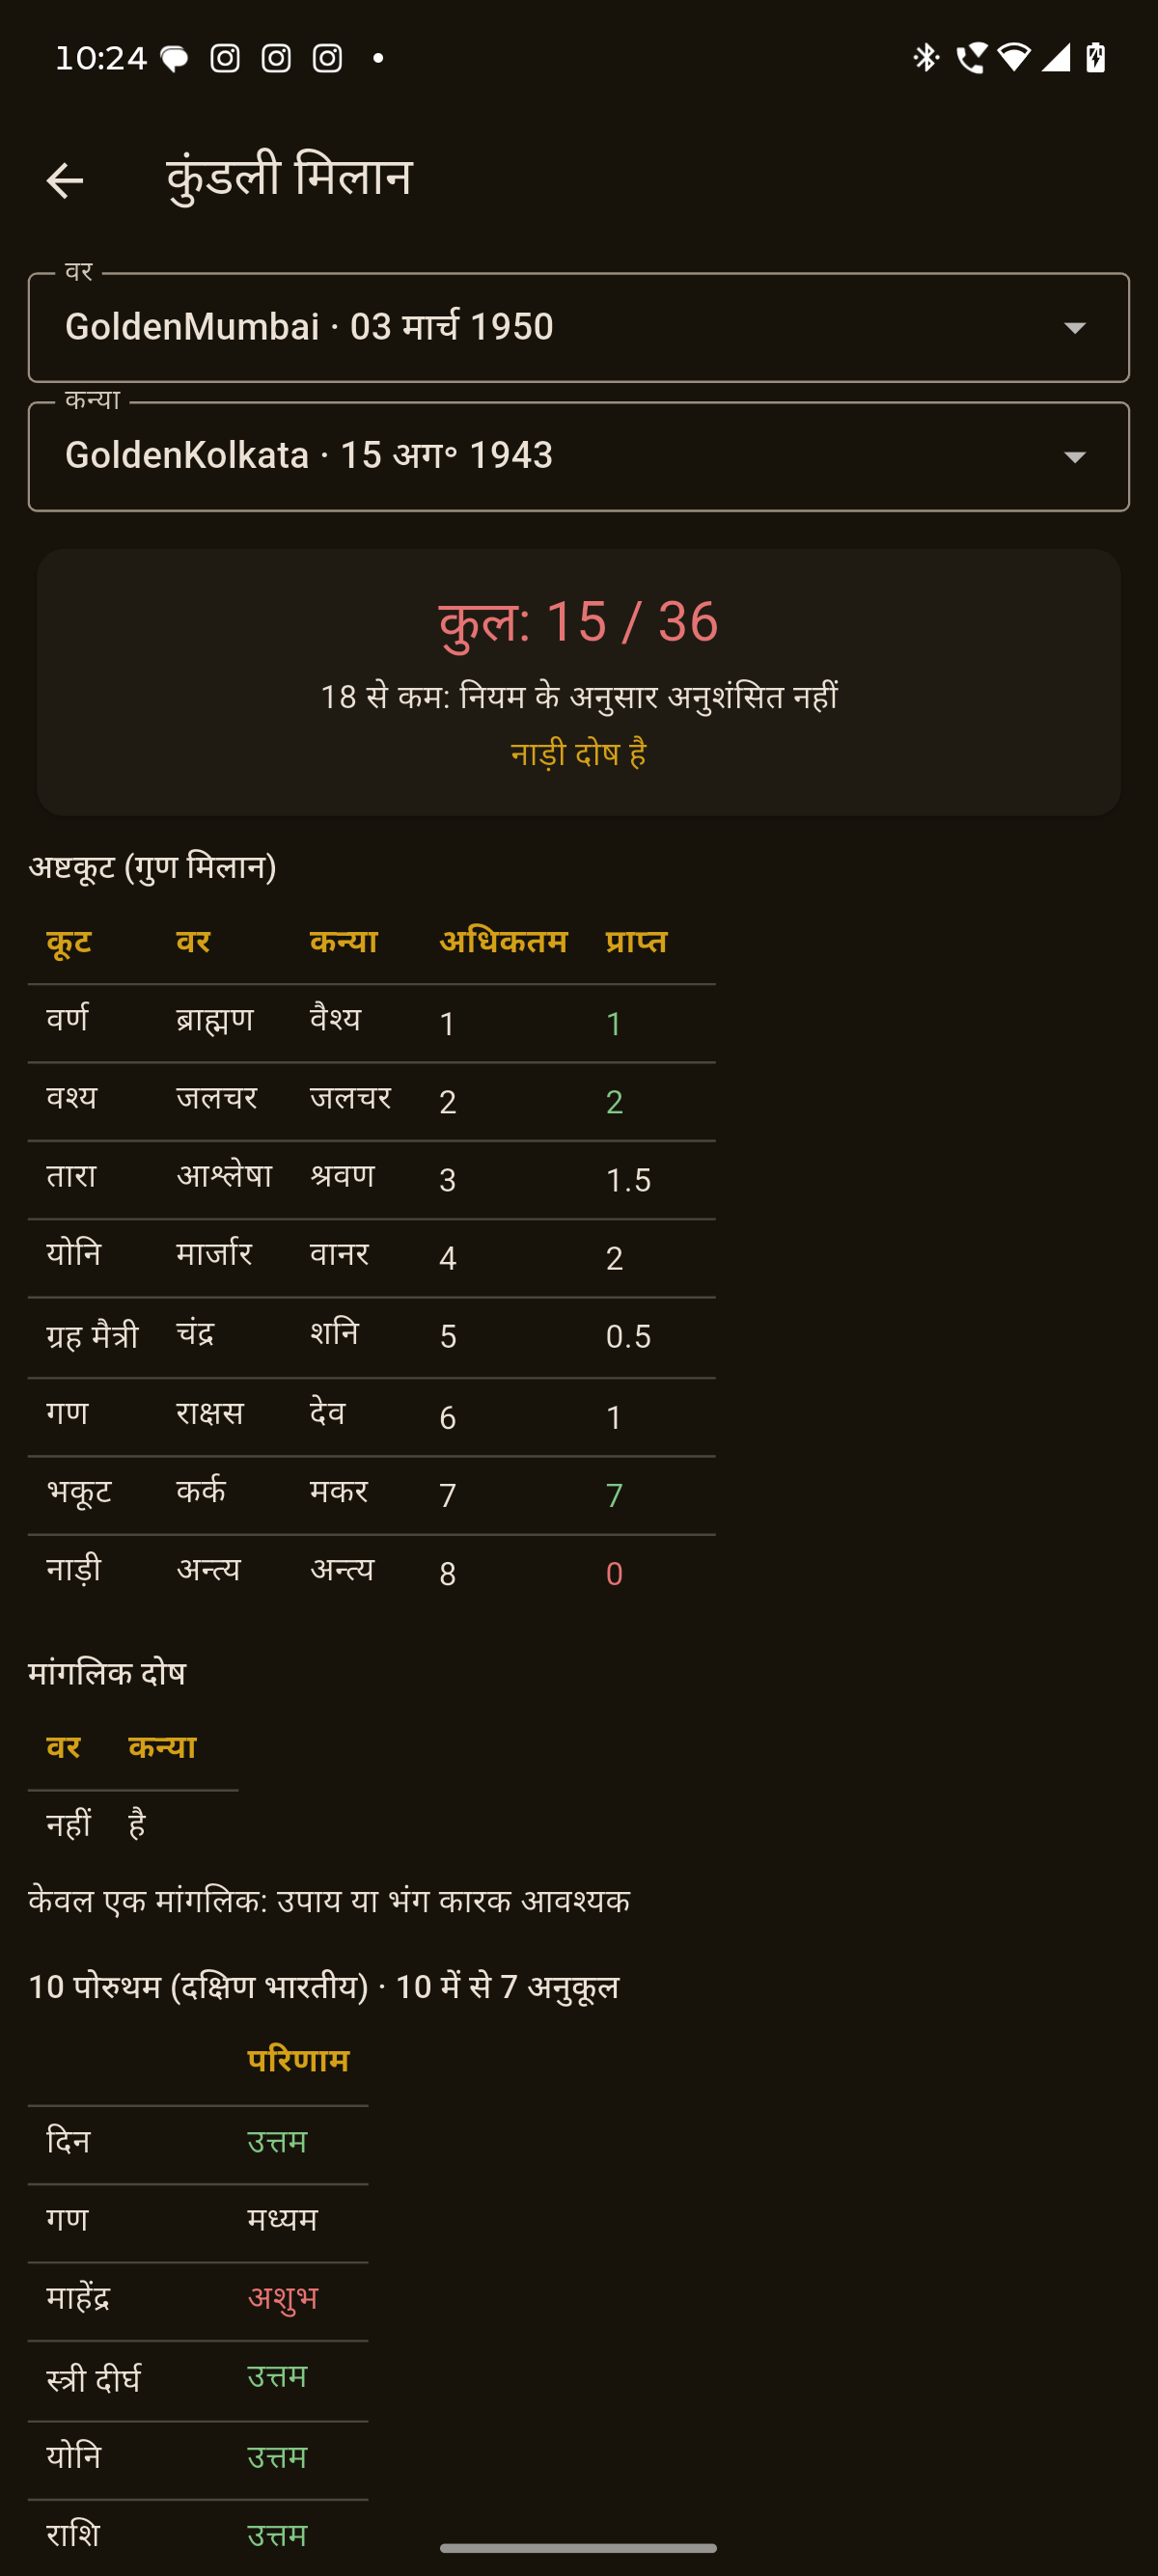 10:24
कुंडली मिलान
वर
GoldenMumbai · 03 मार्च 1950
कन्या
GoldenKolkata · 15 अग॰ 1943
कुल: 15 / 36
18 से कम: नियम के अनुसार अनुशंसित नहीं
नाड़ी दोष है
अष्टकूट (गुण मिलान)
कूट वर कन्या अधिकतम प्राप्त
वर्ण ब्राह्मण वैश्य 1 1
वश्य जलचर जलचर 2 2
तारा आश्लेषा श्रवण 3 1.5
योनि मार्जार वानर 4 2
ग्रह मैत्री चंद्र शनि 5 0.5
गण राक्षस देव 6 1
भकूट कर्क मकर 7 7
नाड़ी अन्त्य अन्त्य 8 0
मांगलिक दोष
वर कन्या
नहीं है
केवल एक मांगलिक: उपाय या भंग कारक आवश्यक
10 पोरुथम (दक्षिण भारतीय) · 10 में से 7 अनुकूल
परिणाम
दिन उत्तम
गण मध्यम
माहेंद्र अशुभ
स्त्री दीर्घ उत्तम
योनि उत्तम
राशि उत्तम